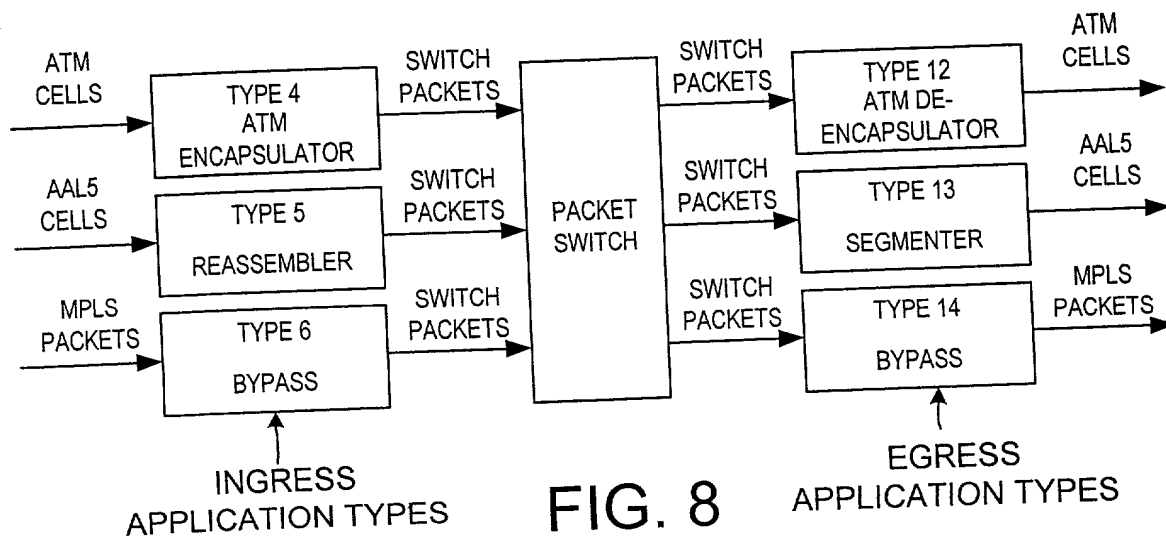 ATM
CELLS
TYPE 4
ATM
ENCAPSULATOR
SWITCH
PACKETS
SWITCH
PACKETS
TYPE 12
ATM DE-
ENCAPSULATOR
ATM
CELLS
AAL5
CELLS
TYPE 5
REASSEMBLER
SWITCH
PACKETS
PACKET
SWITCH
SWITCH
PACKETS
TYPE 13
SEGMENTER
AAL5
CELLS
MPLS
PACKETS
TYPE 6
BYPASS
SWITCH
PACKETS
SWITCH
PACKETS
TYPE 14
BYPASS
MPLS
PACKETS
INGRESS
APPLICATION TYPES
FIG. 8
EGRESS
APPLICATION TYPES